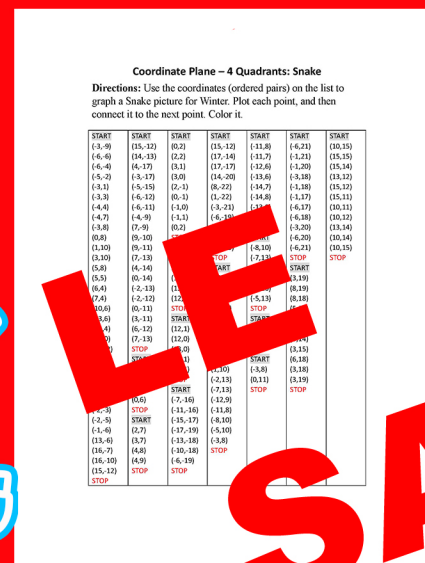 Coordinate Plane – 4 Quadrants: Snake
Directions: Use the coordinates (ordered pairs) on the list to
graph a Snake picture for Winter. Plot each point, and then
connect it to the next point. Color it.
START START START START START START START
(-3,-9) (15,-12) (0,2) (15,-12) (-11,8) (-6,21) (10,15)
(-6,-6) (14,-13) (2,2) (17,-14) (-11,7) (-1,21) (15,15)
(-6,-4) (4,-17) (3,1) (17,-17) (-12,6) (-1,20) (15,14)
(-5,-2) (-3,-17) (3,0) (14,-20) (-13,6) (-3,18) (13,12)
(-3,1) (-5,-15) (2,-1) (8,-22) (-14,7) (-1,18) (15,12)
(-3,3) (-6,-12) (0,-1) (1,-22) (-14,8) (-1,17) (15,11)
(-4,4) (-6,-11) (-1,0) (-3,-21) (-6,17) (10,11)
(-4,7) (-4,-9) (-1,1) (-6,18) (10,12)
(-3,8) (7,-9) (0,2) (-3,20) (13,14)
(0,8) (9,-10) (-6,20) (10,14)
(1,10) (9,-11) (-8,10) (-6,21) (10,15)
(3,10) (7,-13) STOP (-7,13) STOP STOP
(5,8) (4,-14) START START
(5,5) (0,-14) (3,19)
(6,4) (-2,-13) (8,19)
(7,4) (-2,-12) (-5,13) (8,18)
(0,-11) STOP
(3,-11) START
(6,-12) (12,1)
(7,-13) (12,0) (3,15)
STOP START (6,18)
(-3,8) (3,18)
(-2,13) (0,11) (3,19)
START (-7,13) STOP STOP
(0,6) (-7,-16) (-12,9)
STOP (-11,-16) (-11,8)
(-2,-5) START (-15,-17) (-8,10)
(-1,-6) (2,7) (-17,-19) (-5,10)
(13,-6) (3,7) (-13,-18) (-3,8)
(16,-7) (4,8) (-10,-18) STOP
(16,-10) (4,9) (-6,-19)
(15,-12) STOP STOP
STOP
LE
SA